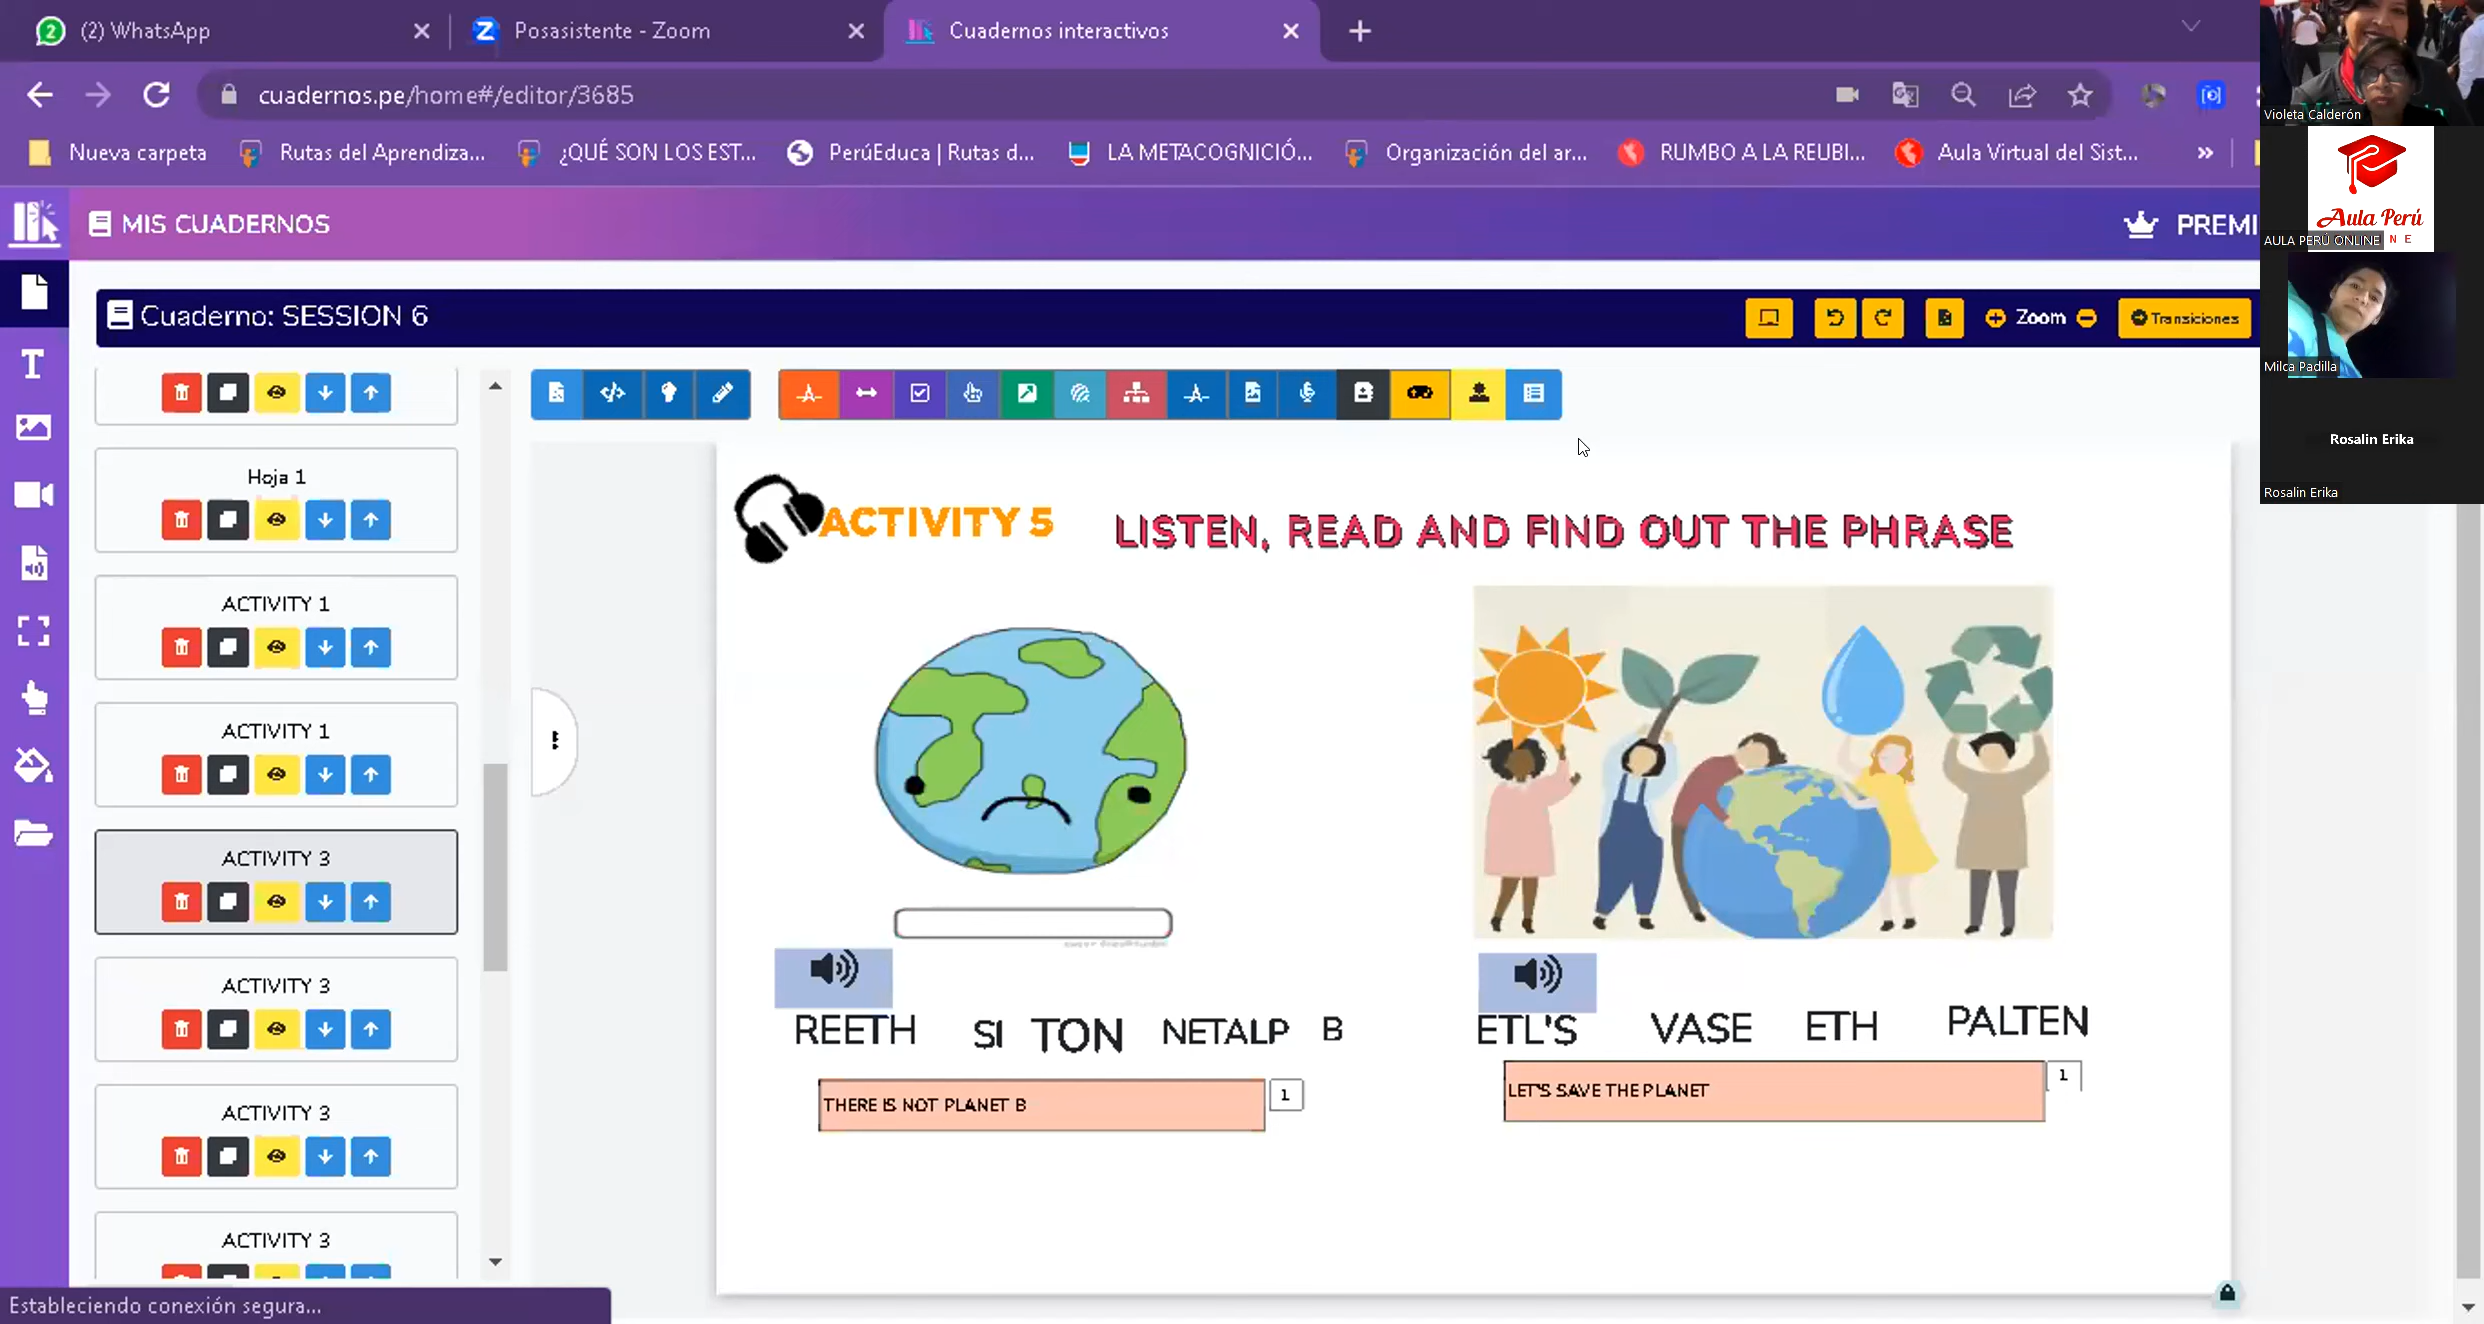 (2) WhatsApp
Posasistente - Zoom
Cuadernos interactivos
cuadernos.pe/home#/editor/3685
Nueva carpeta
Rutas del Aprendiza...
¿QUÉ SON LOS EST...
PerúEduca | Rutas d...
LA METACOGNICIÓ...
Organización del ar...
RUMBO A LA REUBI...
Aula Virtual del Sist...
MIS CUADERNOS
PREMI
Cuaderno: SESSION 6
Zoom
Transiciones
Violeta Calderón
Aula Perú
N E
AULA PERÚ ONLINE
Milca Padilla
Rosalin Erika
Rosalin Erika
Hoja 1
ACTIVITY 1
ACTIVITY 1
ACTIVITY 3
ACTIVITY 3
ACTIVITY 3
ACTIVITY 3
ACTIVITY 5
LISTEN, READ AND FIND OUT THE PHRASE
REETH SI TON NETALP B
THERE IS NOT PLANET B
1
ETL'S VASE ETH PALTEN
LET'S SAVE THE PLANET
1
Estableciendo conexión segura...